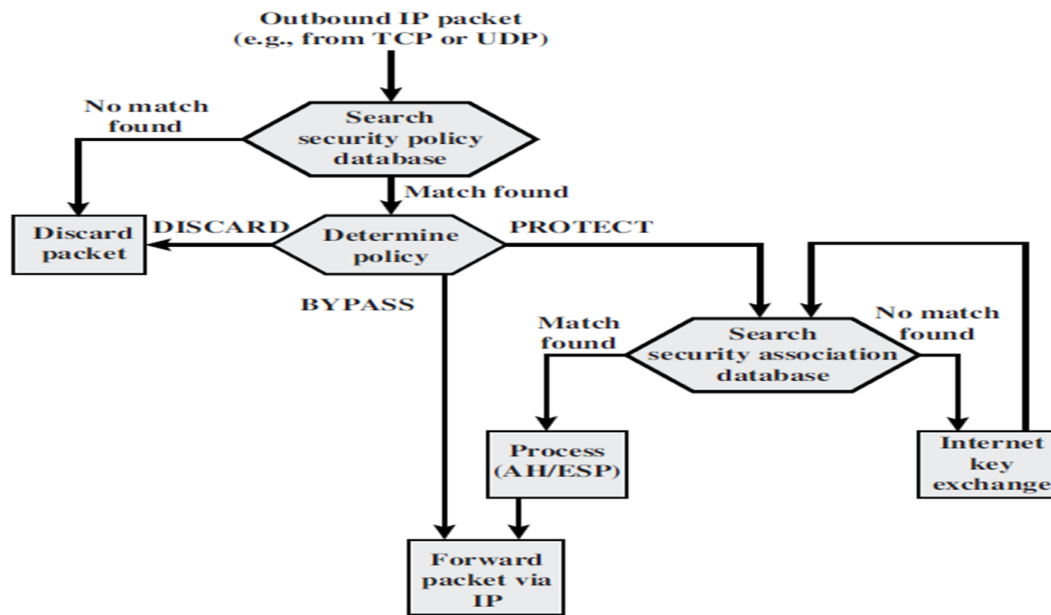 Outbound IP packet
(e.g., from TCP or UDP)
No match
found
Search
security policy
database
Match found
Discard
packet
DISCARD
Determine
policy
PROTECT
BYPASS
Match
found
Search
security association
database
No match
found
Process
(AH/ESP)
Internet
key
exchange
Forward
packet via
IP